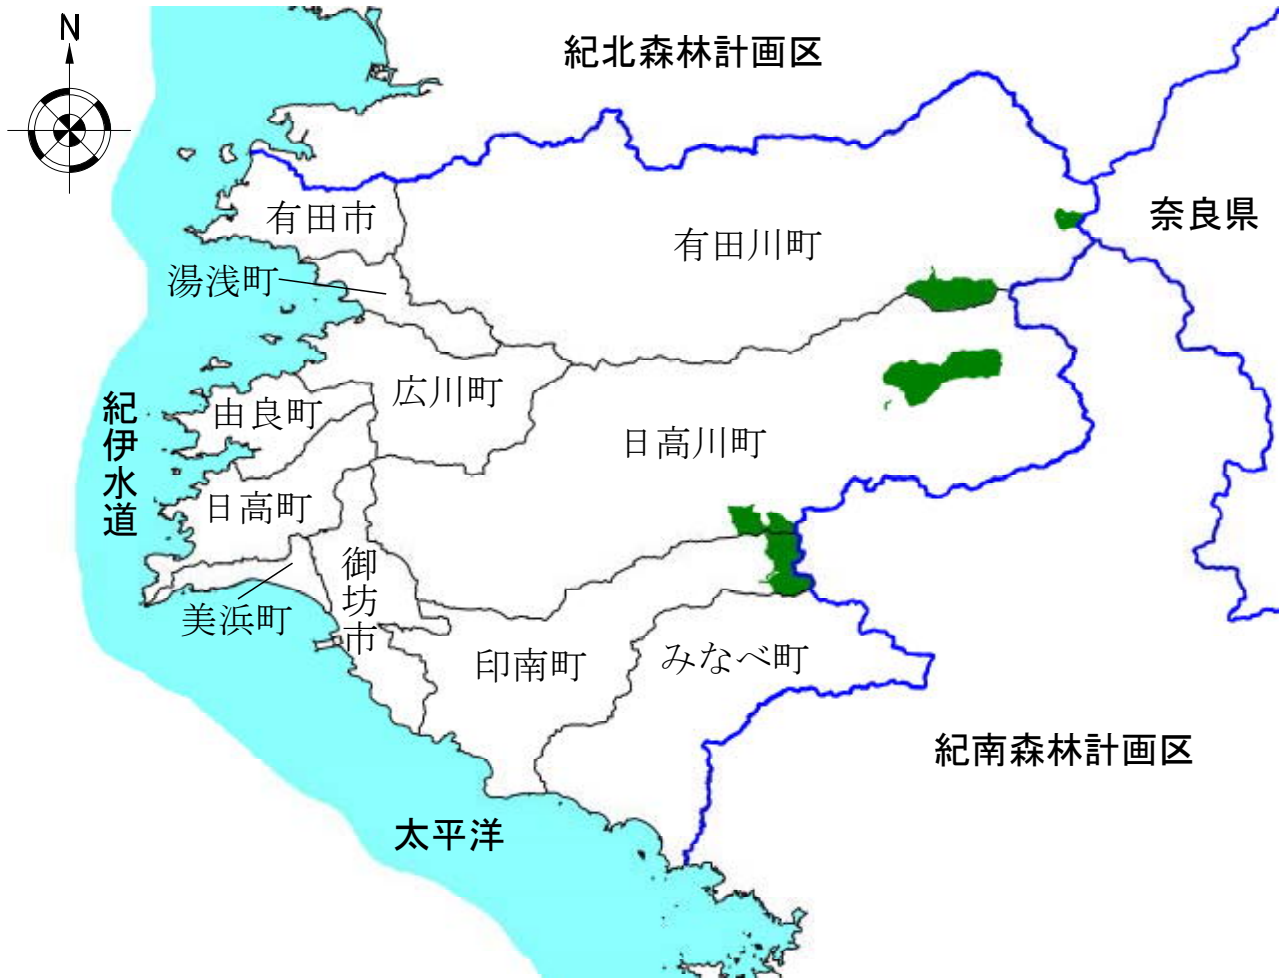 N
紀北森林計画区
奈良県
有田市
有田川町
湯浅町
広川町
由良町
紀伊水道
日高川町
日高町
御坊市
美浜町
印南町
みなべ町
紀南森林計画区
太平洋